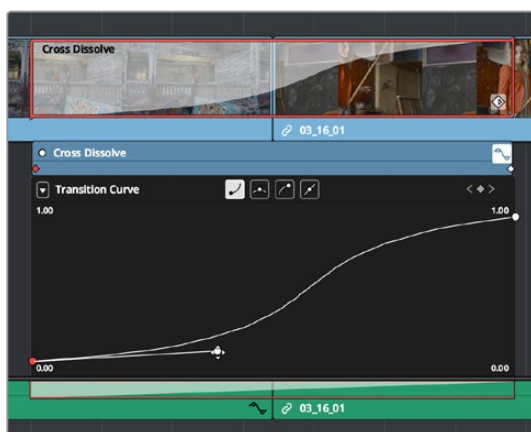 Cross Dissolve
03_16_01
Cross Dissolve
Transition Curve
1.00 1.00
0.00 0.00
03_16_01